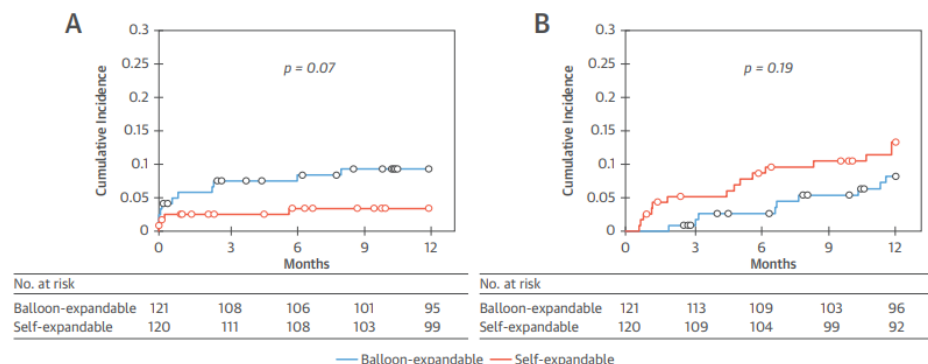 A
0.3
0.25
0.2
0.15
0.1
0.05
0
Cumulative Incidence
p = 0.07
0 3 6 9 12
Months
No. at risk
Balloon-expandable 121 108 106 101 95
Self-expandable 120 111 108 103 99
B
0.3
0.25
0.2
0.15
0.1
0.05
0
Cumulative Incidence
p = 0.19
0 3 6 9 12
Months
No. at risk
Balloon-expandable 121 113 109 103 96
Self-expandable 120 109 104 99 92
Balloon-expandable Self-expandable